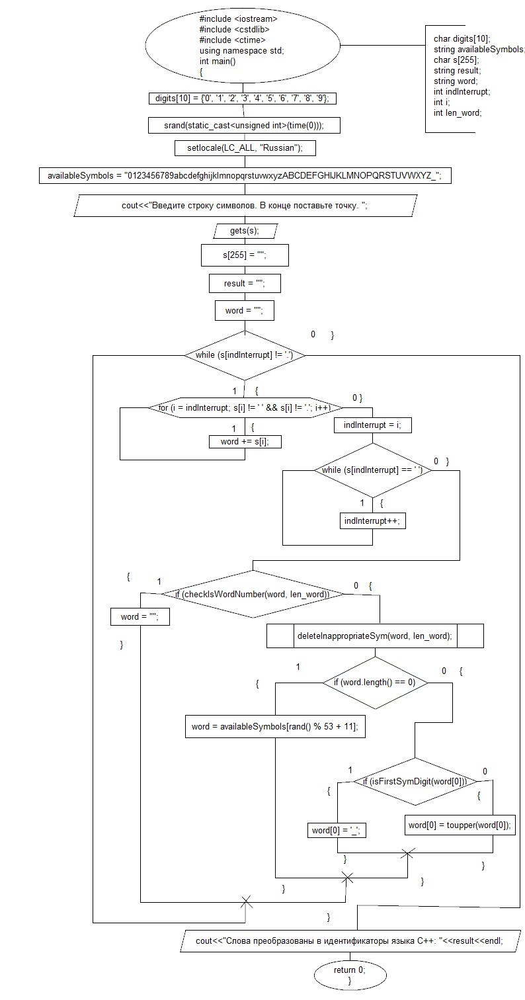 #include <iostream>
#include <cstdlib>
#include <ctime>
using namespace std;
int main()
{
char digits[10];
string availableSymbols;
char s[255];
string result;
string word;
int indInterrupt;
int i;
int len_word;
digits[10] = {'0', '1', '2', '3', '4', '5', '6', '7', '8', '9'};
srand(static_cast<unsigned int>(time(0)));
setlocale(LC_ALL, "Russian");
availableSymbols = "0123456789abcdefghijklmnopqrstuvwxyzABCDEFGHIJKLMNOPQRSTUVWXYZ_";
cout<<"Введите строку символов. В конце поставьте точку. ";
gets(s);
s[255] = "";
result = "";
word = "";
0 }
while (s[indInterrupt] != '.')
1 {
0 }
for (i = indInterrupt; s[i] != ' ' && s[i] != '.'; i++)
1 {
word += s[i];
indInterrupt = i;
0 }
while (s[indInterrupt] == ' ')
1 {
indInterrupt++;
{ 1
0 {
if (checkIsWordNumber(word, len_word))
word = "";
}
deleteInappropriateSym(word, len_word);
1
0 {
{
if (word.length() == 0)
word = availableSymbols[rand() % 53 + 11];
1
0
if (isFirstSymDigit(word[0]))
{
{
word[0] = '_';
word[0] = toupper(word[0]);
}
}
}
}
}
cout<<"Слова преобразованы в идентификаторы языка C++: "<<result<<endl;
return 0;
}